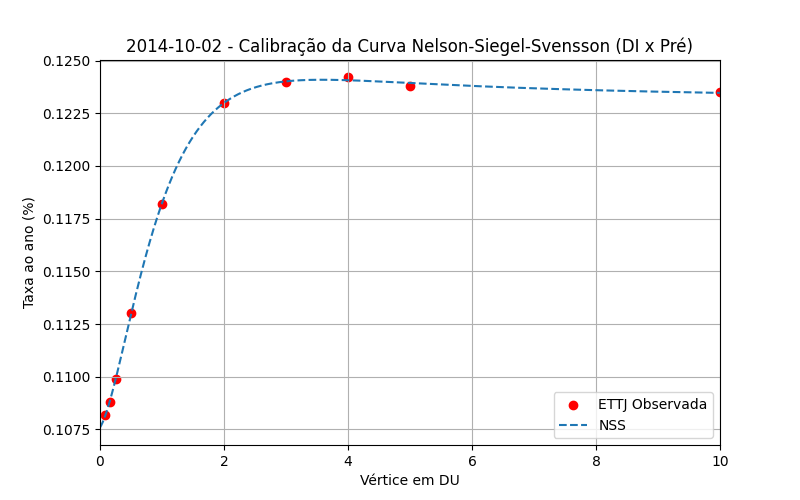 2014-10-02 - Calibração da Curva Nelson-Siegel-Svensson (DI x Pré)
Taxa ao ano (%)
0.1250
0.1225
0.1200
0.1175
0.1150
0.1125
0.1100
0.1075
0 2 4 6 8 10
Vértice em DU
ETTJ Observada
NSS